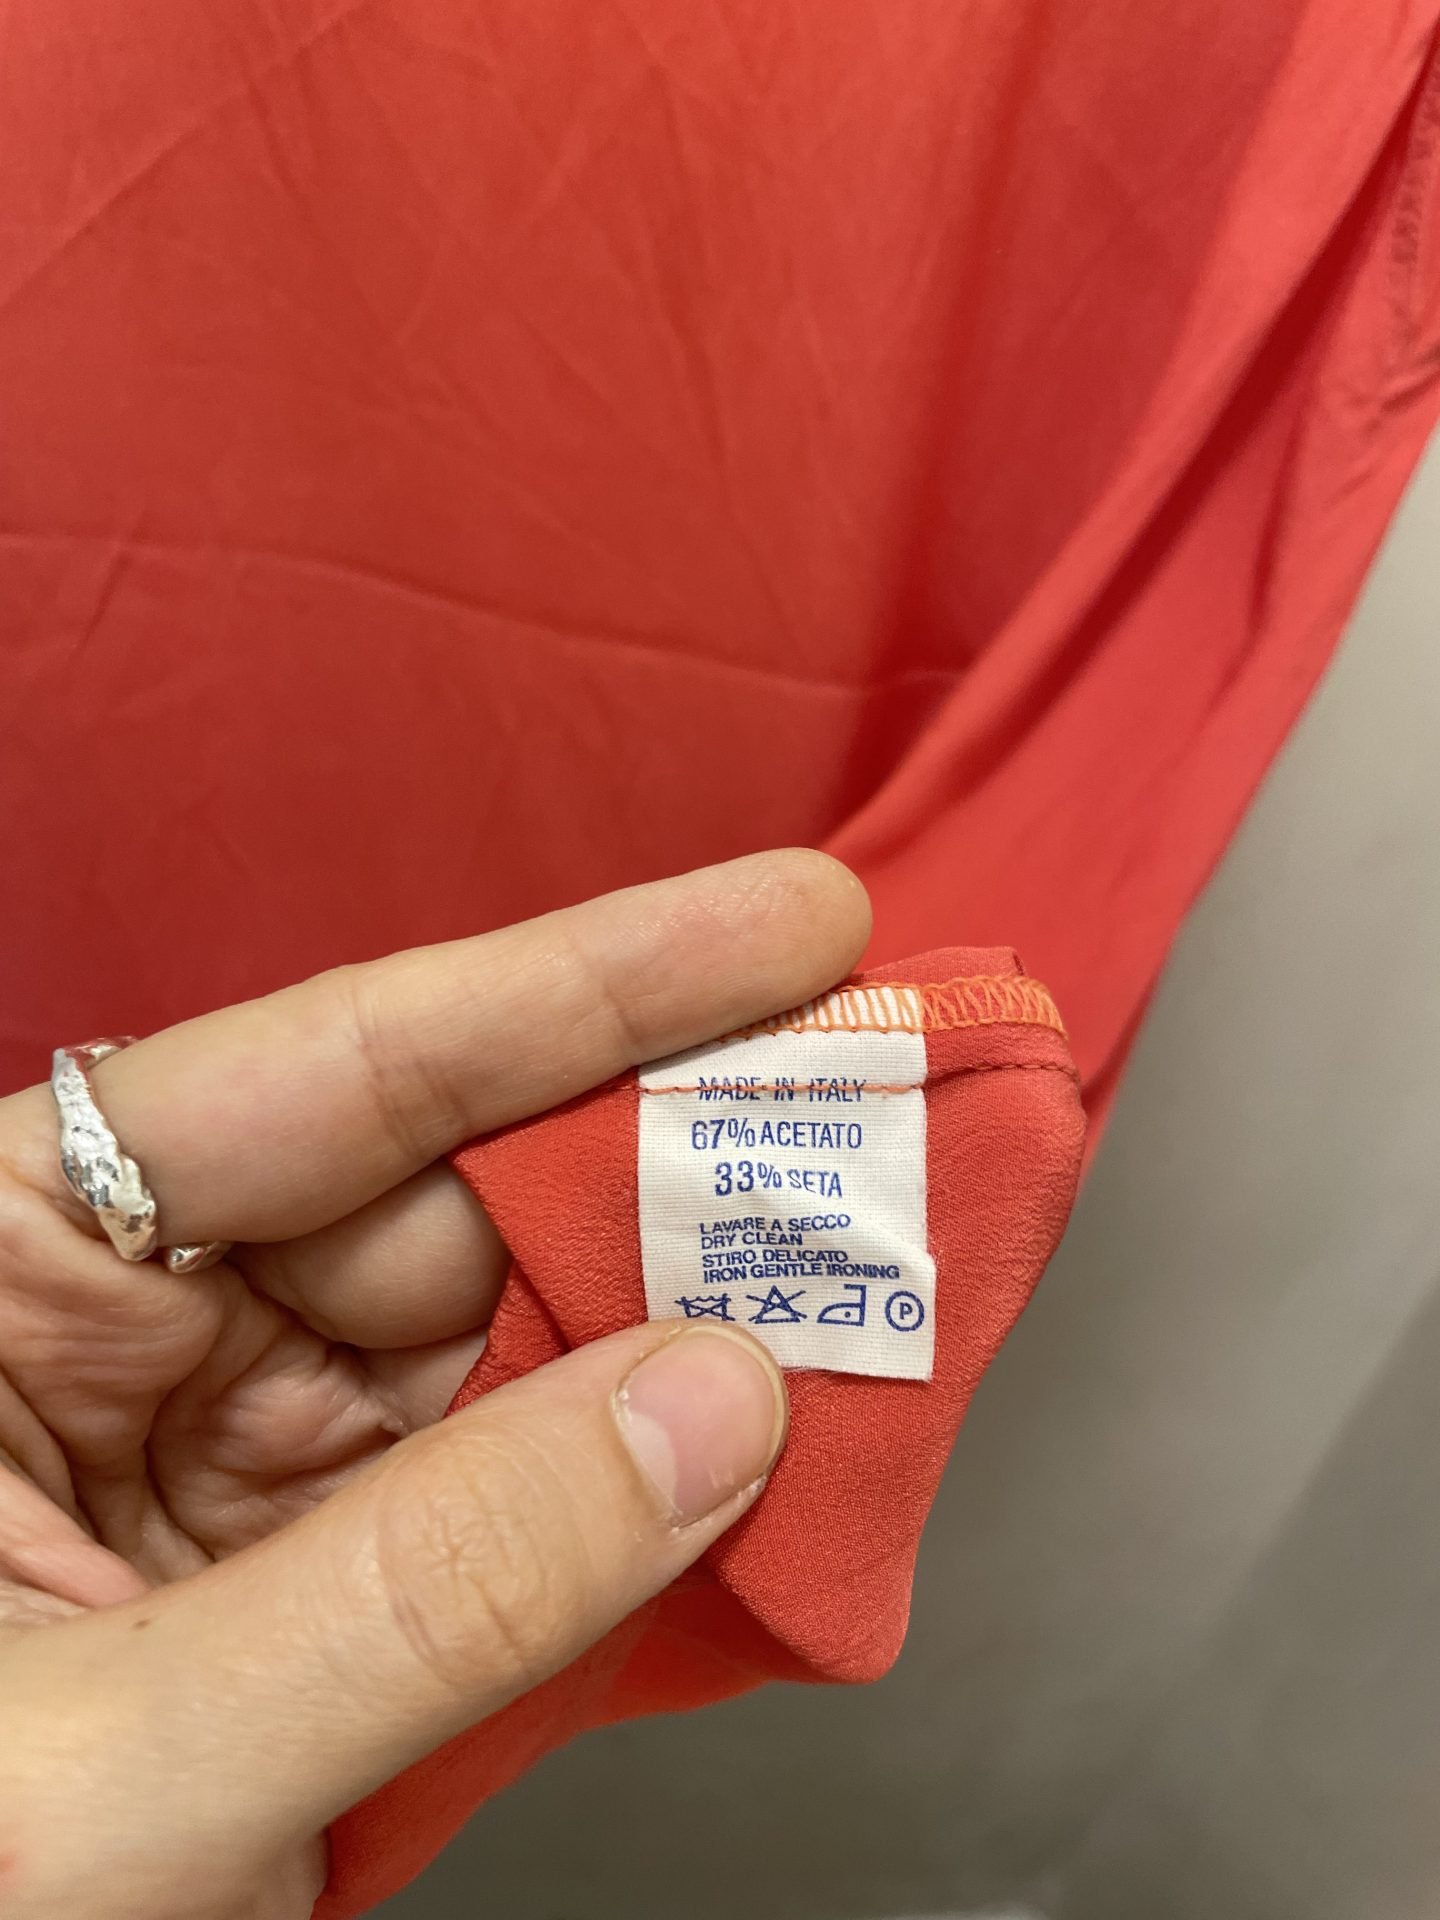 MADE IN ITALY
67% ACETATO
33% SETA
LAVARE A SECCO
DRY CLEAN
STIRO DELICATO
IRON GENTLE IRONING
P